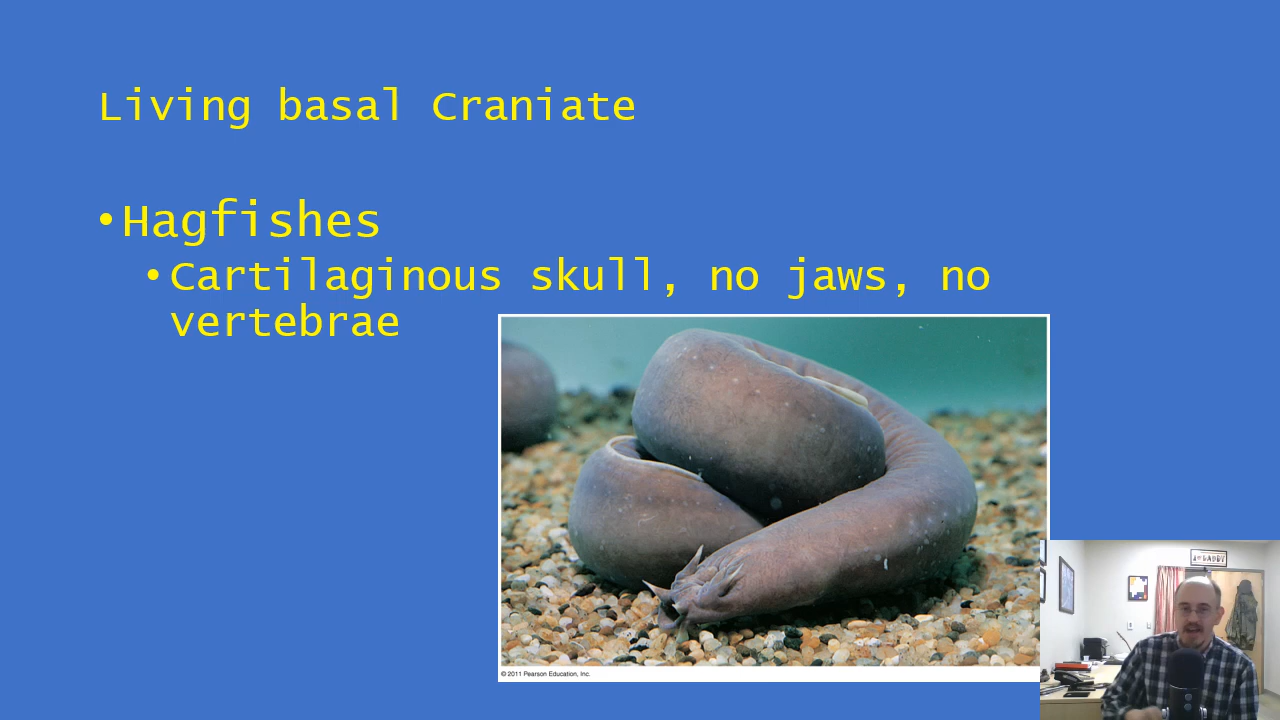 Living basal Craniate
•Hagfishes
•Cartilaginous skull, no jaws, no
vertebrae
© 2011 Pearson Education, Inc.